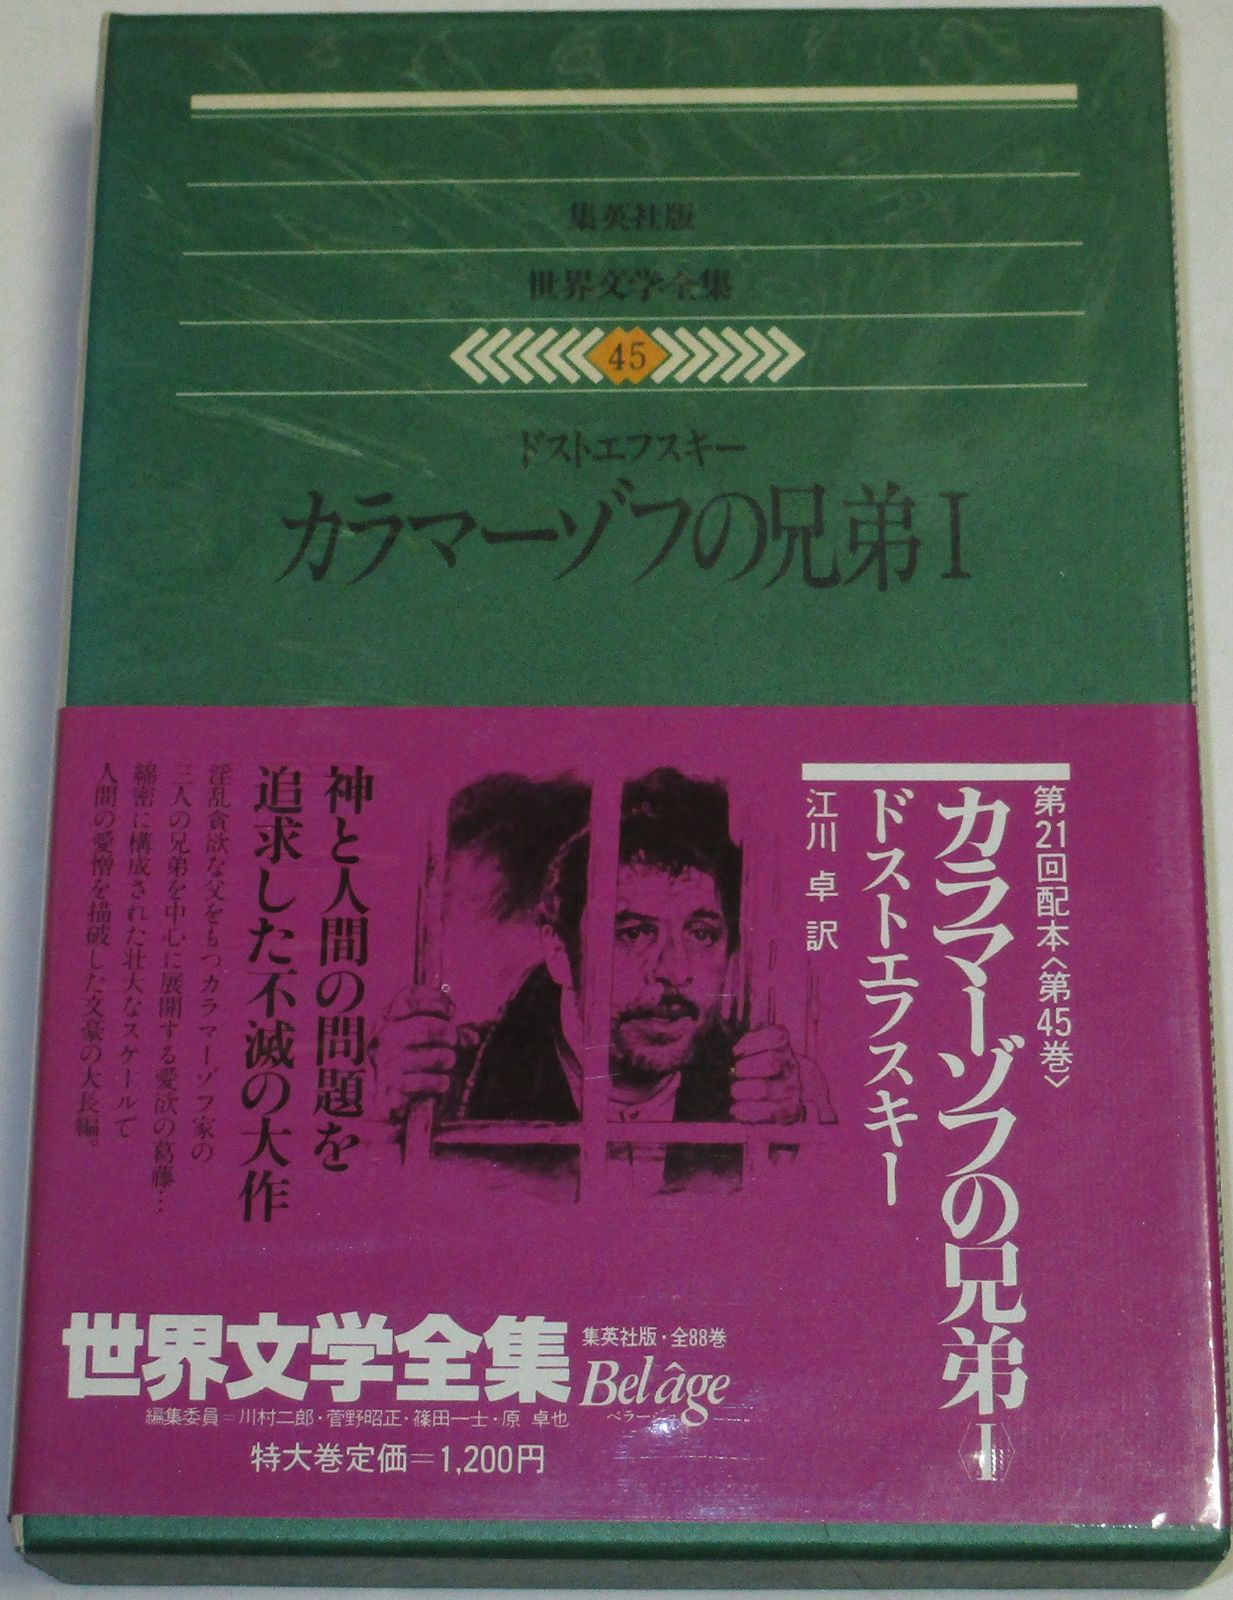 集英社版
世界文学全集
45
ドストエフスキー
カラマーゾフの兄弟 I
第21回配本〈第45巻〉
カラマーゾフの兄弟〈I〉
ドストエフスキー
江川 卓 訳
神と人間の問題を
追求した不滅の大作
淫乱貪欲な父をもつカラマーゾフ家の
三人の兄弟を中心に展開する愛欲の葛藤…
綿密に構成された壮大なスケールで
人間の愛憎を描破した文豪の大長編。
世界文学全集
集英社版・全88巻
Bel âge
ベラージュ
編集委員=川村二郎・菅野昭正・篠田一士・原 卓也
特大巻定価=1,200円